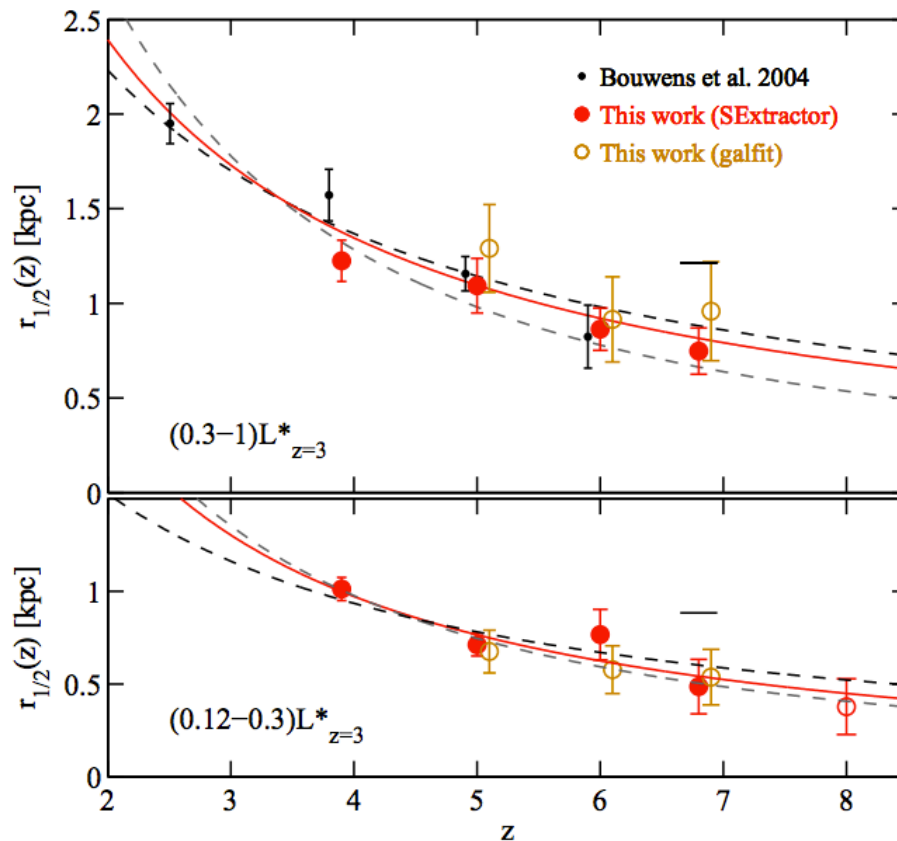 2.5
2
1.5
1
0.5
0
r1/2(z) [kpc]
Bouwens et al. 2004
This work (SExtractor)
This work (galfit)
(0.3−1)L*z=3
1
0.5
0
r1/2(z) [kpc]
(0.12−0.3)L*z=3
2 3 4 5 6 7 8
z